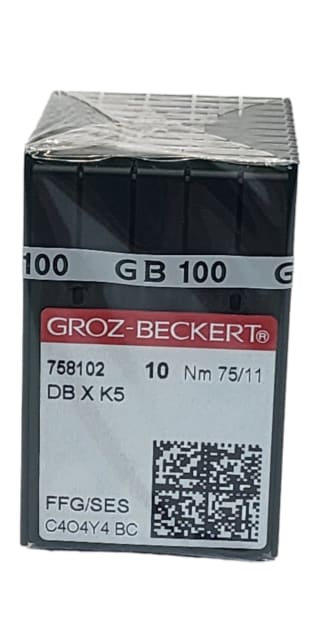 100 GB 100 G
GROZ-BECKERT®
758102 10 Nm 75/11
DB X K5
FFG/SES
C4O4Y4 BC